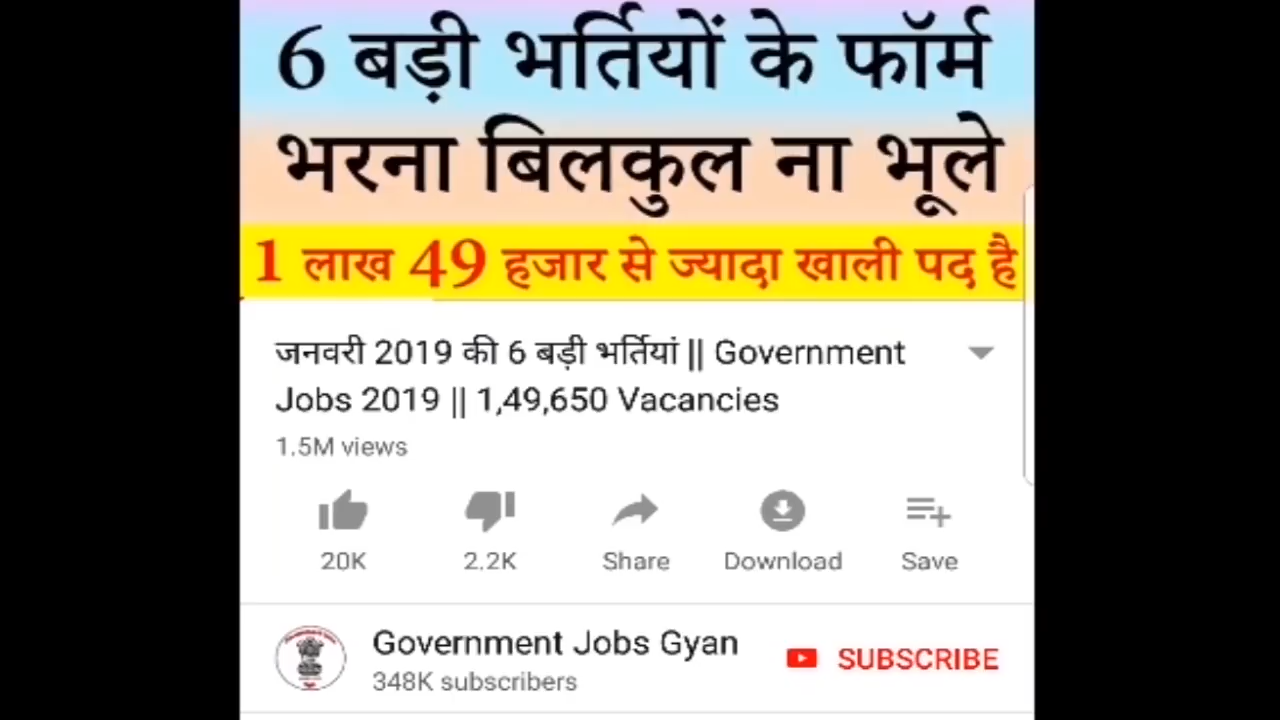 6 बड़ी भर्तियों के फॉर्म
भरना बिलकुल ना भूले
1 लाख 49 हजार से ज्यादा खाली पद है
जनवरी 2019 की 6 बड़ी भर्तियां || Government
Jobs 2019 || 1,49,650 Vacancies
1.5M views
20K 2.2K Share Download Save
Government Jobs Gyan
SUBSCRIBE
348K subscribers